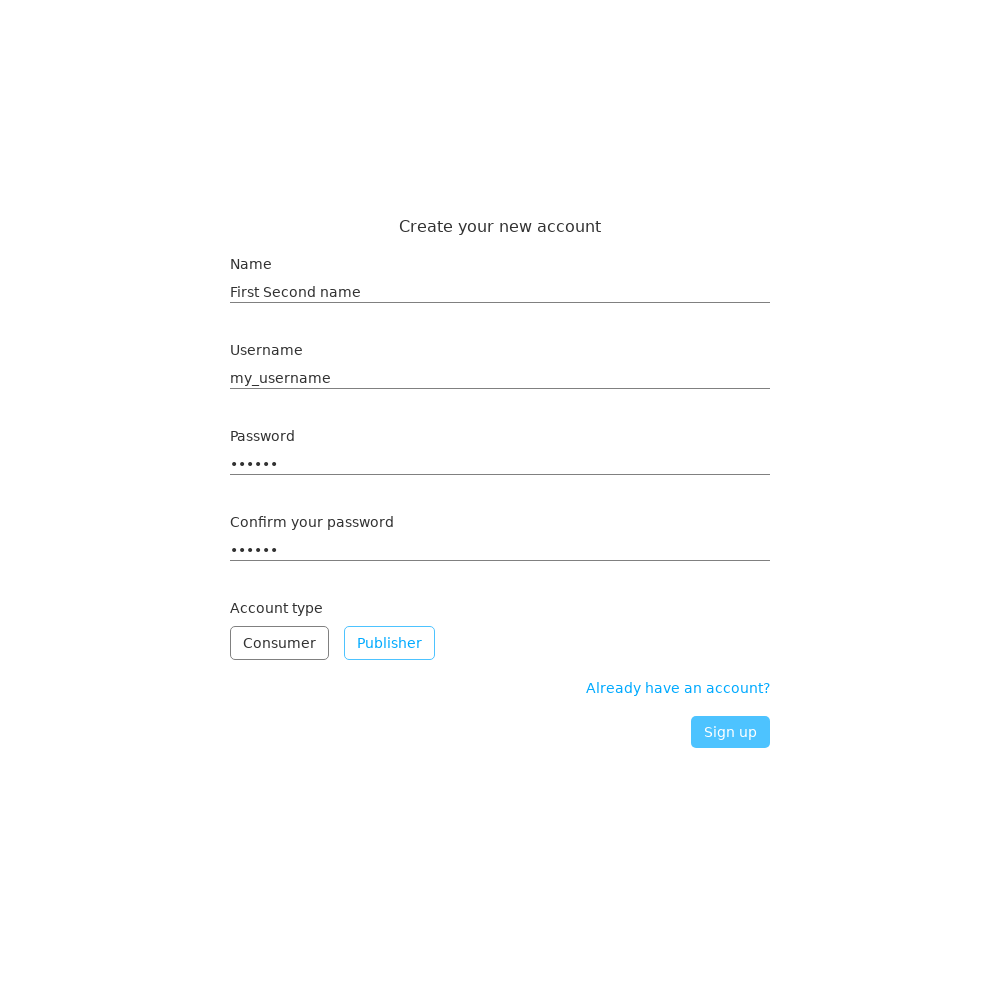 Create your new account
Name
First Second name
Username
my_username
Password
••••••
Confirm your password
••••••
Account type
Consumer Publisher
Already have an account?
Sign up